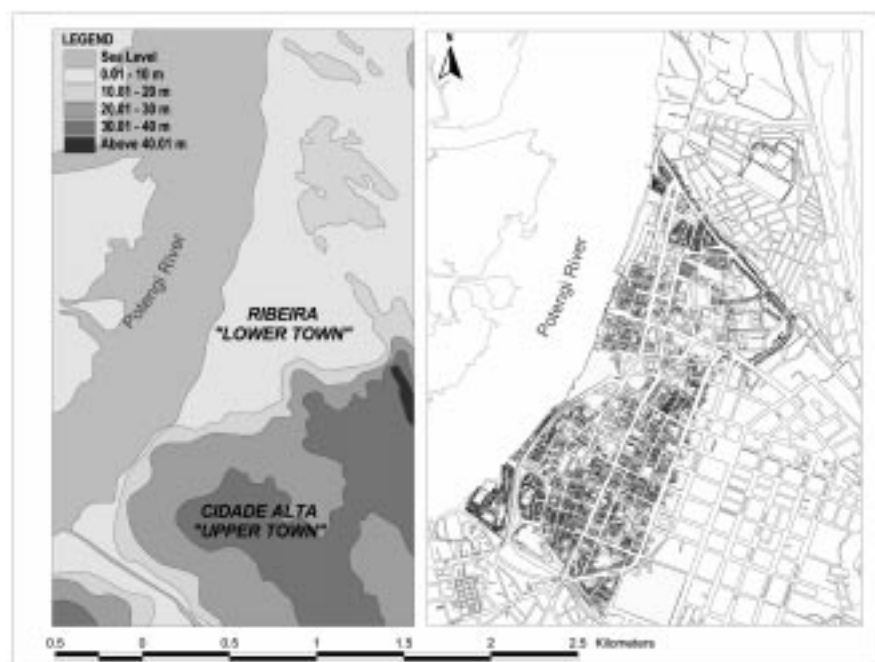 LEGEND
Sea Level
0.01 - 10 m
10.01 - 20 m
20.01 - 30 m
30.01 - 40 m
Above 40.01 m
Potengi River
RIBEIRA
"LOWER TOWN"
CIDADE ALTA
"UPPER TOWN"
N
Potengi River
0.5 0 0.5 1 1.5 2 2.5 Kilometers